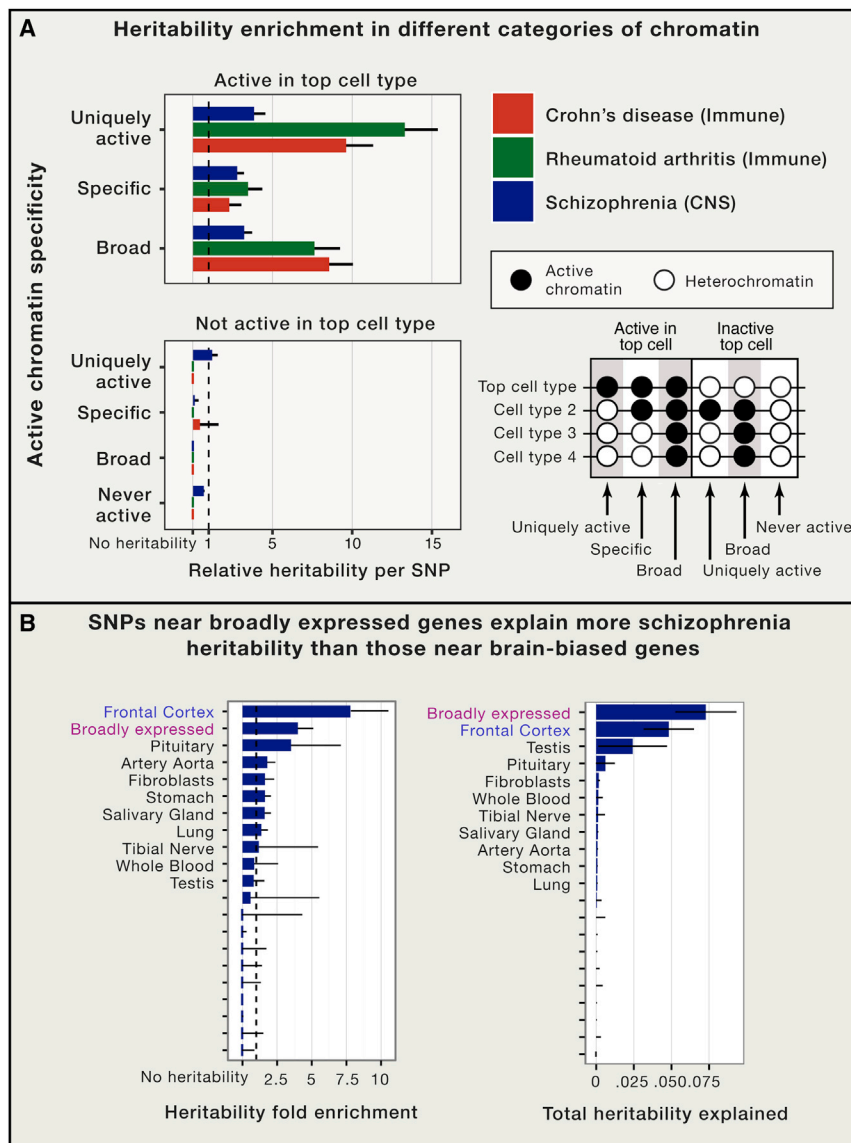 A
Heritability enrichment in different categories of chromatin
Active in top cell type
Active chromatin specificity
Uniquely
active
Specific
Broad
Crohn's disease (Immune)
Rheumatoid arthritis (Immune)
Schizophrenia (CNS)
Active
chromatin
Heterochromatin
Not active in top cell type
Uniquely
active
Specific
Broad
Never
active
No heritability 1 5 10 15
Relative heritability per SNP
Active in
top cell
Inactive
top cell
Top cell type
Cell type 2
Cell type 3
Cell type 4
Uniquely active
Specific
Broad
Never active
Broad
Uniquely active
B
SNPs near broadly expressed genes explain more schizophrenia
heritability than those near brain-biased genes
Frontal Cortex
Broadly expressed
Pituitary
Artery Aorta
Fibroblasts
Stomach
Salivary Gland
Lung
Tibial Nerve
Whole Blood
Testis
No heritability 2.5 5 7.5 10
Heritability fold enrichment
Broadly expressed
Frontal Cortex
Testis
Pituitary
Fibroblasts
Whole Blood
Tibial Nerve
Salivary Gland
Artery Aorta
Stomach
Lung
0 .025 .050 .075
Total heritability explained